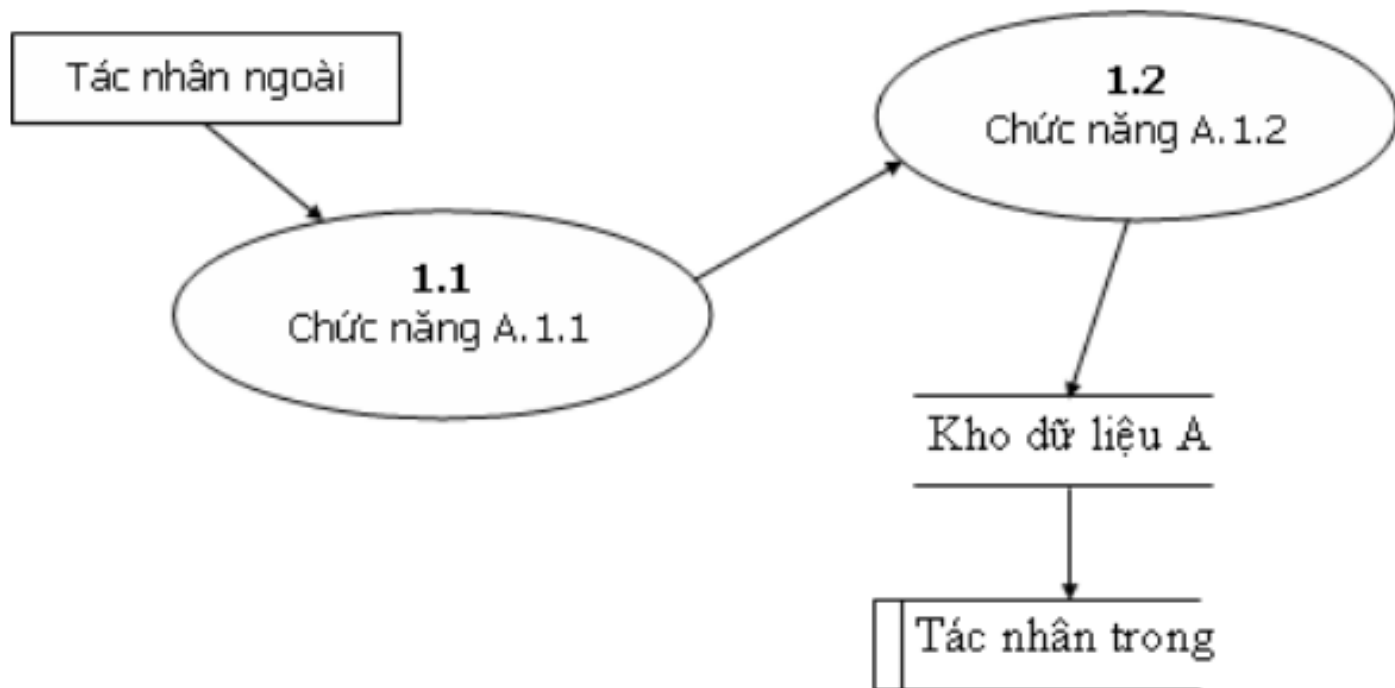 Tác nhân ngoài
1.2
Chức năng A.1.2
1.1
Chức năng A.1.1
Kho dữ liệu A
Tác nhân trong